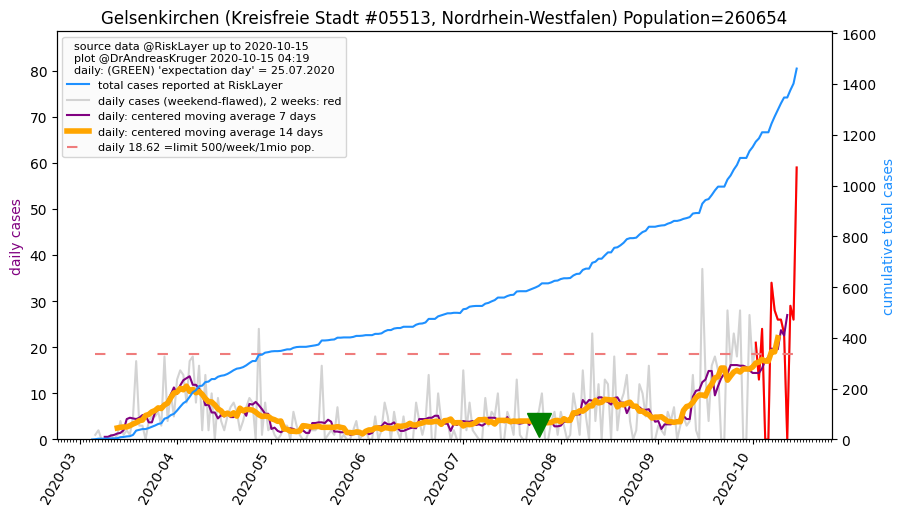 Gelsenkirchen (Kreisfreie Stadt #05513, Nordrhein-Westfalen) Population=260654
source data @RiskLayer up to 2020-10-15
plot @DrAndreasKruger 2020-10-15 04:19
daily: (GREEN) 'expectation day' = 25.07.2020
total cases reported at RiskLayer
daily cases (weekend-flawed), 2 weeks: red
daily: centered moving average 7 days
daily: centered moving average 14 days
daily 18.62 =limit 500/week/1mio pop.
daily cases
80
70
60
50
40
30
20
10
0
cumulative total cases
1600
1400
1200
1000
800
600
400
200
0
2020-03
2020-04
2020-05
2020-06
2020-07
2020-08
2020-09
2020-10